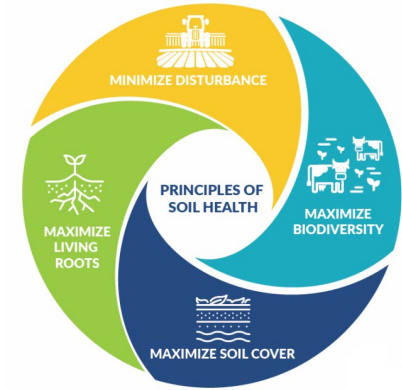 MINIMIZE DISTURBANCE
PRINCIPLES OF
SOIL HEALTH
MAXIMIZE
BIODIVERSITY
MAXIMIZE SOIL COVER
MAXIMIZE
LIVING
ROOTS